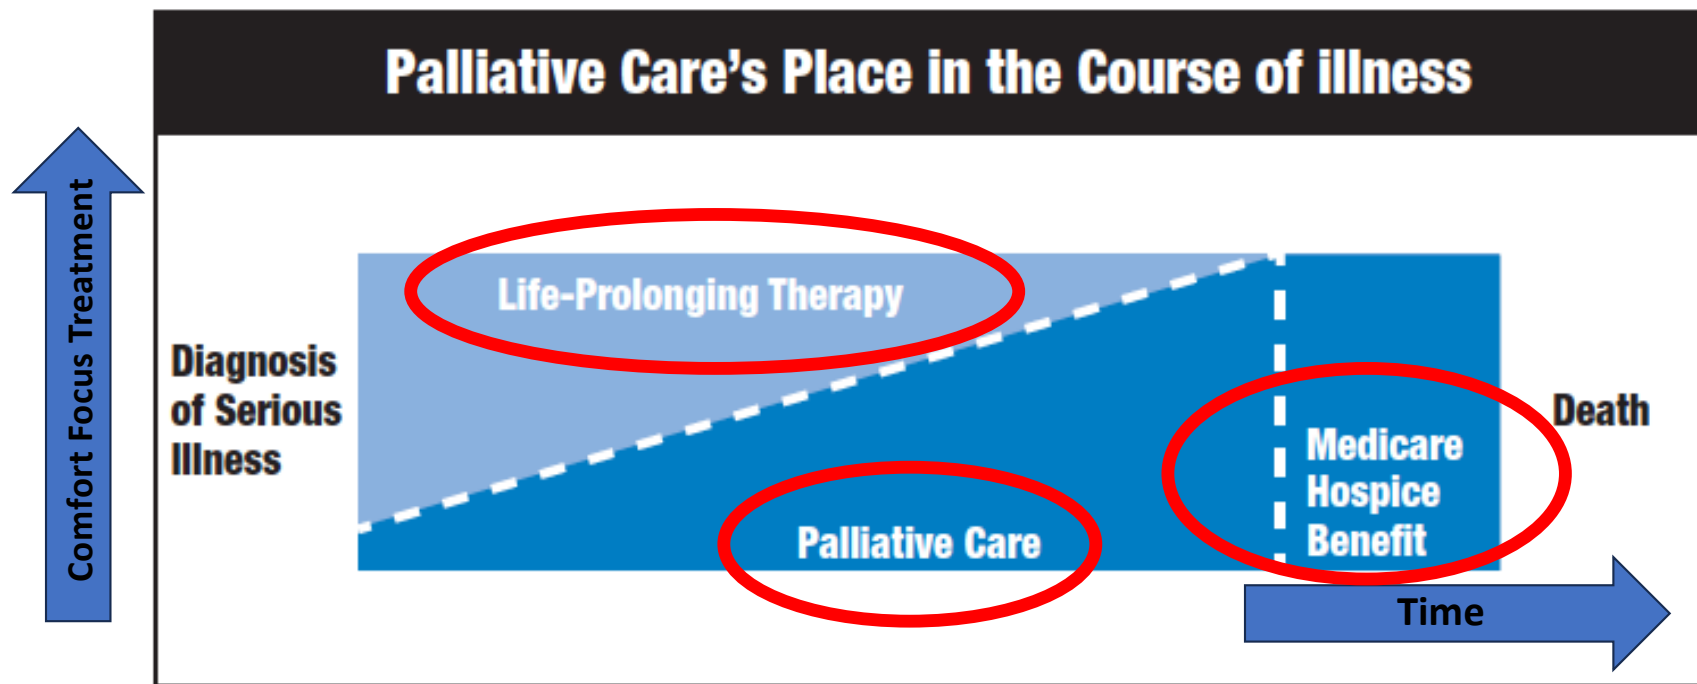 Palliative Care’s Place in the Course of illness
Comfort Focus Treatment
Life-Prolonging Therapy
Diagnosis
of Serious
Illness
Death
Medicare
Hospice
Benefit
Palliative Care
Time